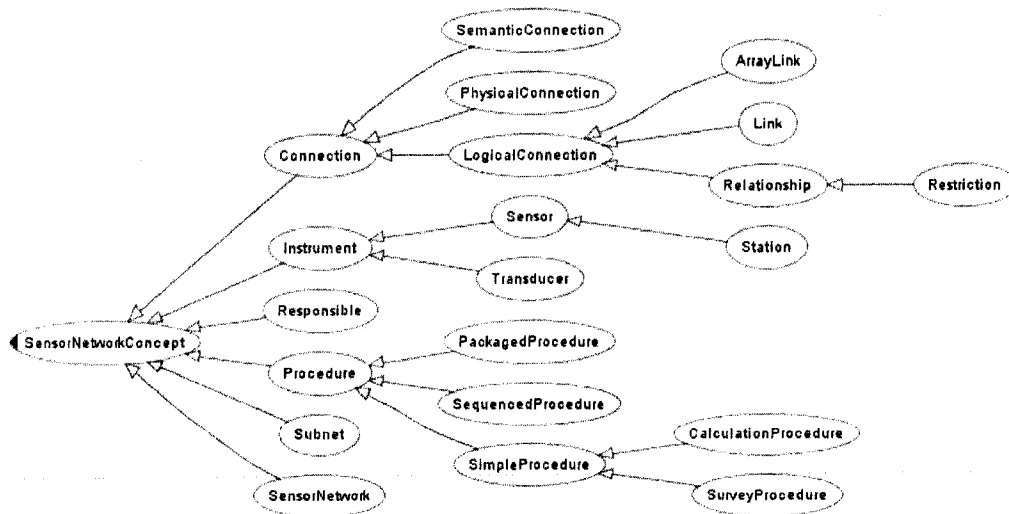 SemanticConnection
ArrayLink
PhysicalConnection
Link
Connection
LogicalConnection
Relationship
Restriction
Sensor
Instrument
Station
Transducer
Responsible
SensorNetworkConcept
PackagedProcedure
Procedure
SequencedProcedure
Subnet
CalculationProcedure
SimpleProcedure
SensorNetwork
SurveyProcedure